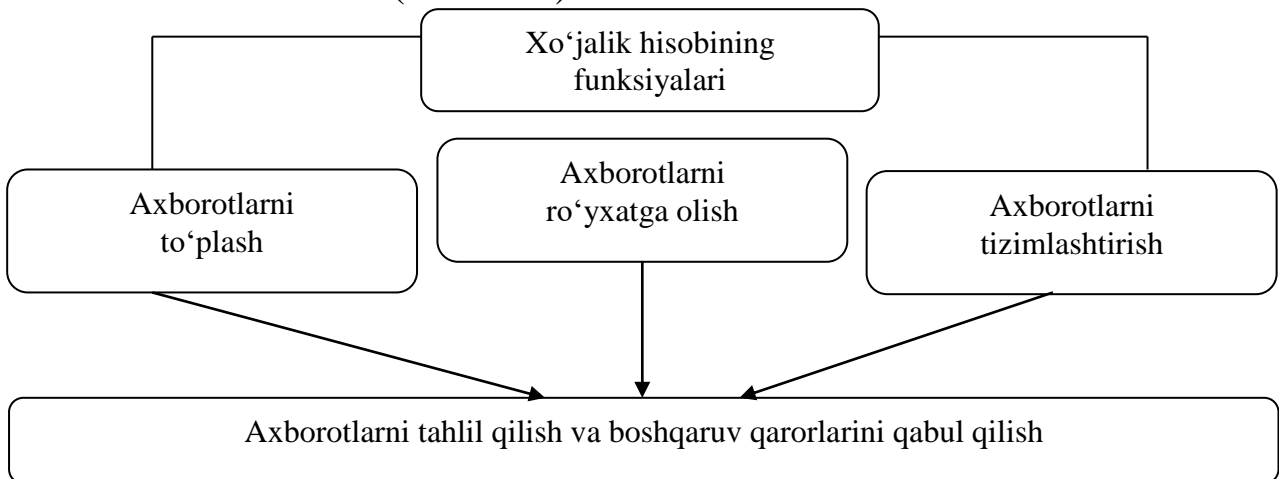 Xo‘jalik hisobining
funksiyalari
Axborotlarni
to‘plash
Axborotlarni
ro‘yxatga olish
Axborotlarni
tizimlashtirish
Axborotlarni tahlil qilish va boshqaruv qarorlarini qabul qilish